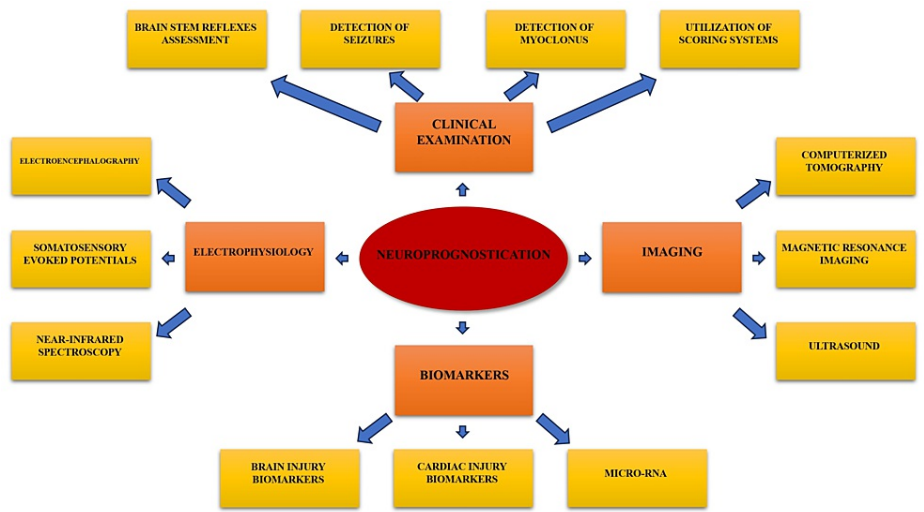 BRAIN STEM REFLEXES
ASSESSMENT
DETECTION OF
SEIZURES
DETECTION OF
MYOCLONUS
UTILIZATION OF
SCORING SYSTEMS
CLINICAL
EXAMINATION
ELECTROENCEPHALOGRAPHY
SOMATOSENSORY
EVOKED POTENTIALS
NEAR-INFRARED
SPECTROSCOPY
ELECTROPHYSIOLOGY
NEUROPROGNOSTICATION
IMAGING
COMPUTERIZED
TOMOGRAPHY
MAGNETIC RESONANCE
IMAGING
ULTRASOUND
BIOMARKERS
BRAIN INJURY
BIOMARKERS
CARDIAC INJURY
BIOMARKERS
MICRO-RNA